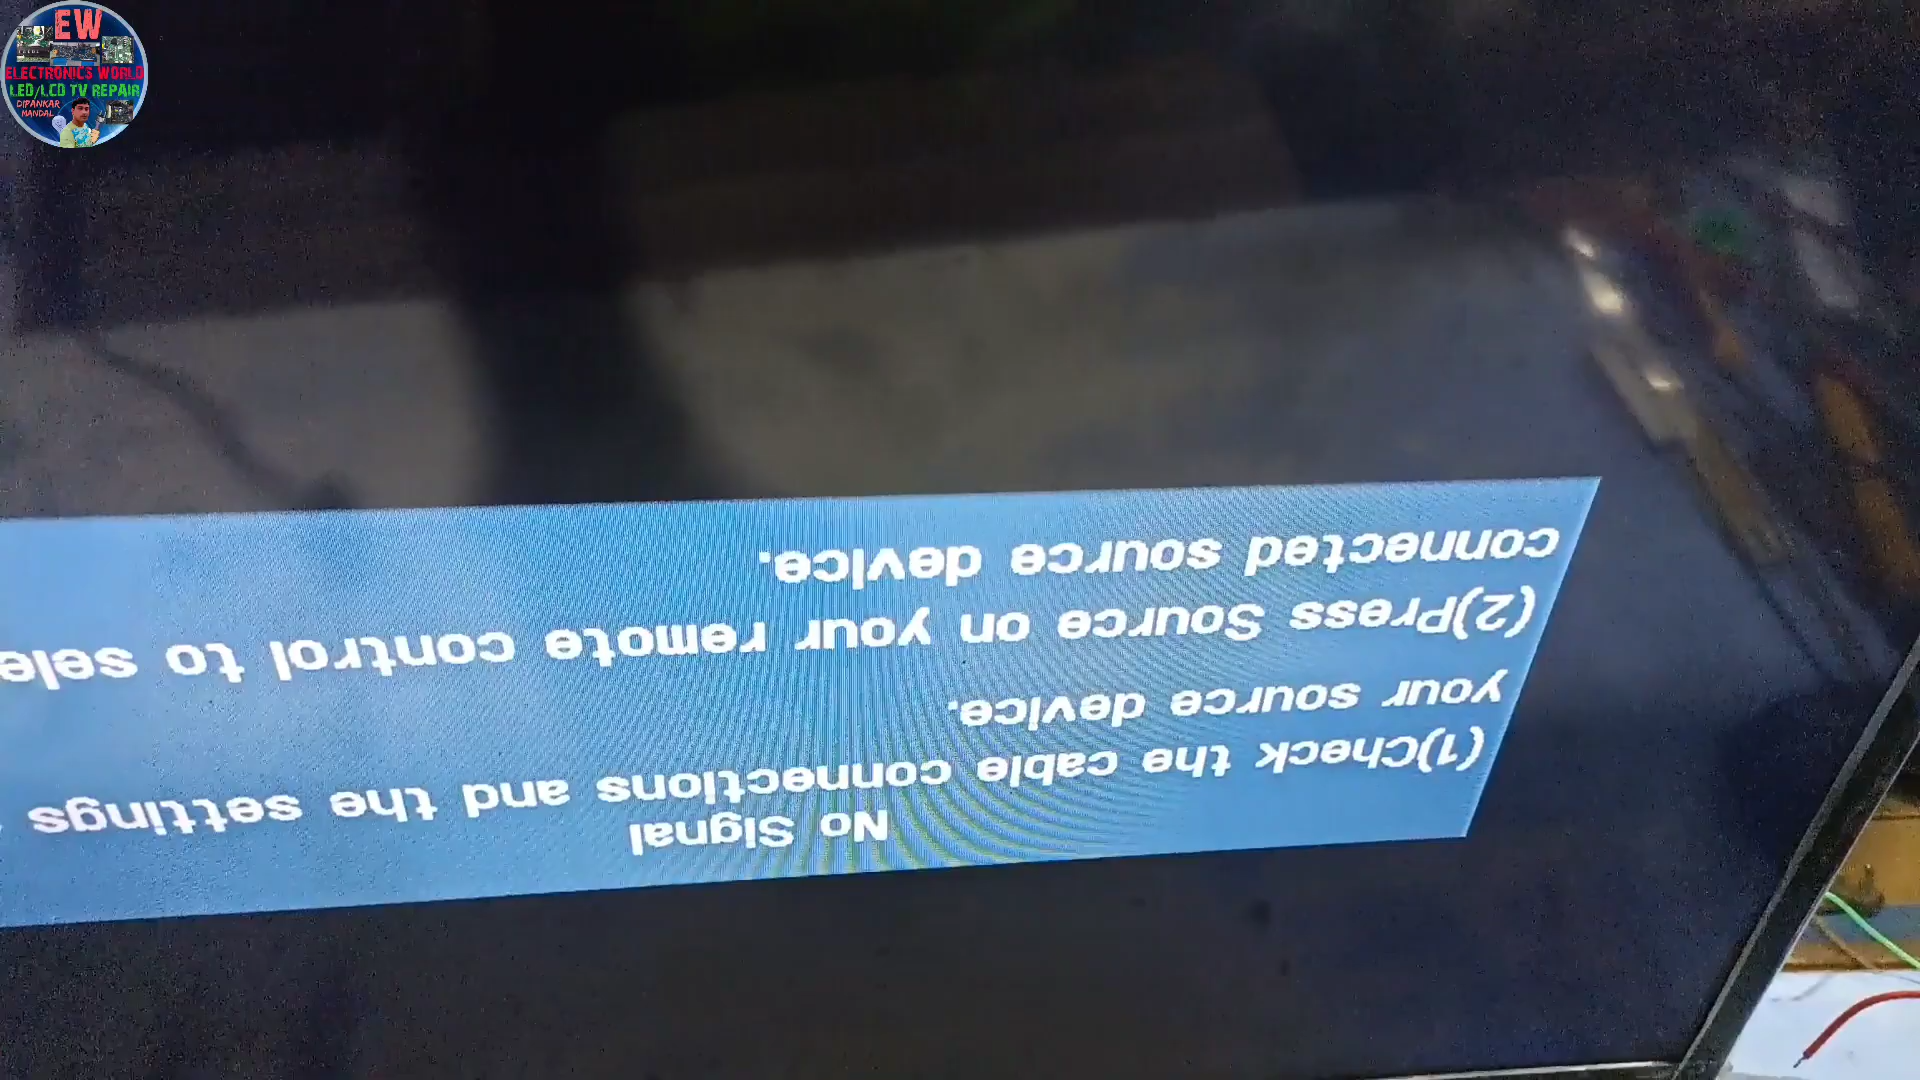 EW
ELECTRONICS WORLD
LED/LCD TV REPAIR
DIPANKAR
MANDAL
No Signal
(1)Check the cable connections and the settings
your source device.
(2)Press Source on your remote control to sele
connected source device.